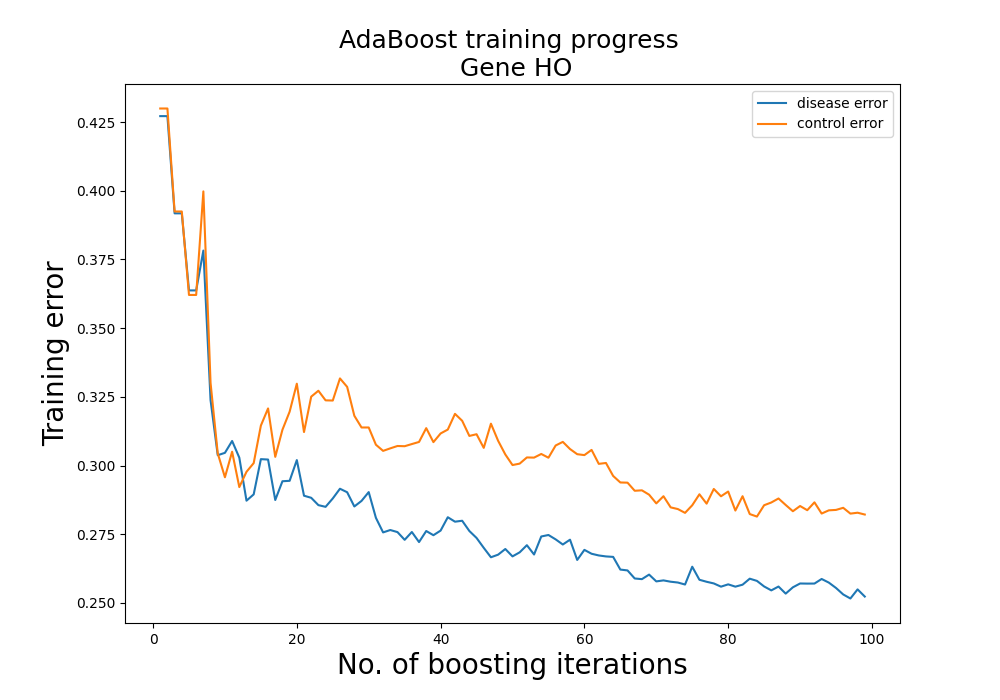 AdaBoost training progress
Gene HO
disease error
control error
Training error
0.425
0.400
0.375
0.350
0.325
0.300
0.275
0.250
0 20 40 60 80 100
No. of boosting iterations